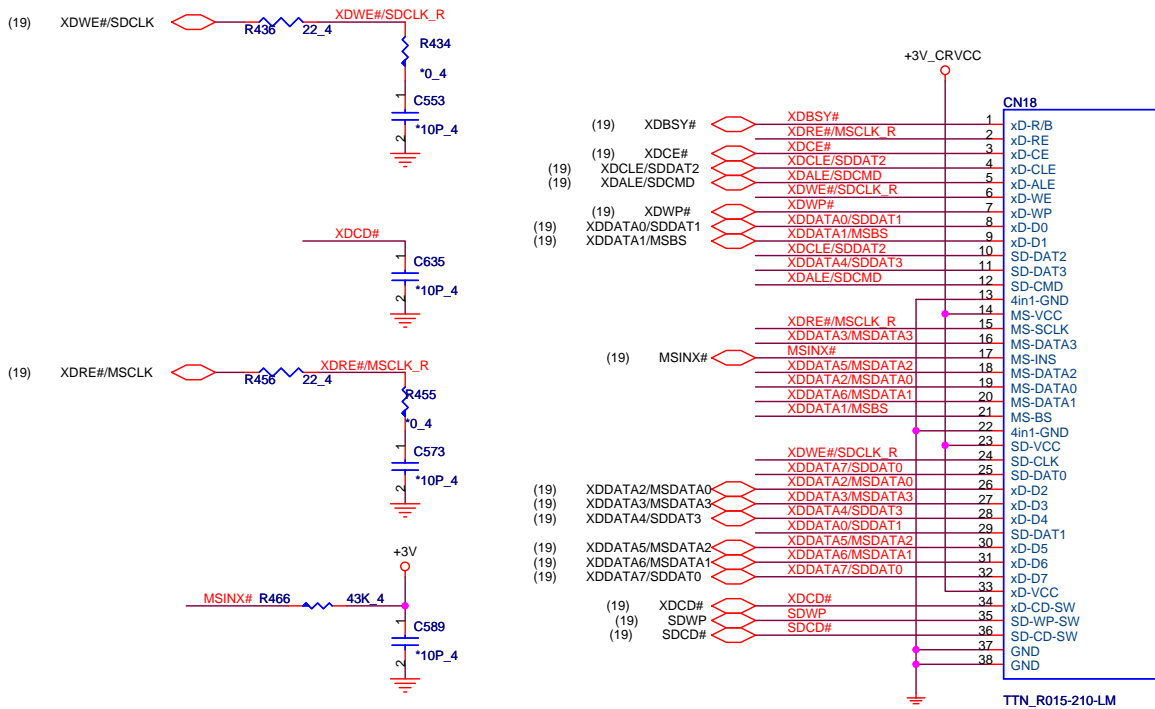 (19) XDWE#/SDCLK R436 22_4 XDWE#/SDCLK_R
R434
*0_4
1 C553
*10P_4
2
XDCD#
1 C635
*10P_4
2
(19) XDRE#/MSCLK R456 22_4 XDRE#/MSCLK_R
R455
*0_4
1 C573
*10P_4
2
+3V
MSINX# R466 43K_4
1 C589
*10P_4
2
+3V_CRVCC
CN18
(19) XDBSY# XDBSY# 1 xD-R/B
XDRE#/MSCLK_R 2 xD-RE
(19) XDCE# XDCE# 3 xD-CE
(19) XDCLE/SDDAT2 XDCLE/SDDAT2 4 xD-CLE
(19) XDALE/SDCMD XDALE/SDCMD 5 xD-ALE
XDWE#/SDCLK_R 6 xD-WE
(19) XDWP# XDWP# 7 xD-WP
(19) XDDATA0/SDDAT1 XDDATA0/SDDAT1 8 xD-D0
(19) XDDATA1/MSBS XDDATA1/MSBS 9 xD-D1
XDCLE/SDDAT2 10 SD-DAT2
XDDATA4/SDDAT3 11 SD-DAT3
XDALE/SDCMD 12 SD-CMD
13 4in1-GND
14 MS-VCC
XDRE#/MSCLK_R 15 MS-SCLK
XDDATA3/MSDATA3 16 MS-DATA3
(19) MSINX# MSINX# 17 MS-INS
XDDATA5/MSDATA2 18 MS-DATA2
XDDATA2/MSDATA0 19 MS-DATA0
XDDATA6/MSDATA1 20 MS-DATA1
XDDATA1/MSBS 21 MS-BS
22 4in1-GND
23 SD-VCC
XDWE#/SDCLK_R 24 SD-CLK
XDDATA7/SDDAT0 25 SD-DAT0
(19) XDDATA2/MSDATA0 XDDATA2/MSDATA0 26 xD-D2
(19) XDDATA3/MSDATA3 XDDATA3/MSDATA3 27 xD-D3
(19) XDDATA4/SDDAT3 XDDATA4/SDDAT3 28 xD-D4
XDDATA0/SDDAT1 29 SD-DAT1
(19) XDDATA5/MSDATA2 XDDATA5/MSDATA2 30 xD-D5
(19) XDDATA6/MSDATA1 XDDATA6/MSDATA1 31 xD-D6
(19) XDDATA7/SDDAT0 XDDATA7/SDDAT0 32 xD-D7
33 xD-VCC
(19) XDCD# XDCD# 34 xD-CD-SW
(19) SDWP SDWP 35 SD-WP-SW
(19) SDCD# SDCD# 36 SD-CD-SW
37 GND
38 GND
TTN_R015-210-LM